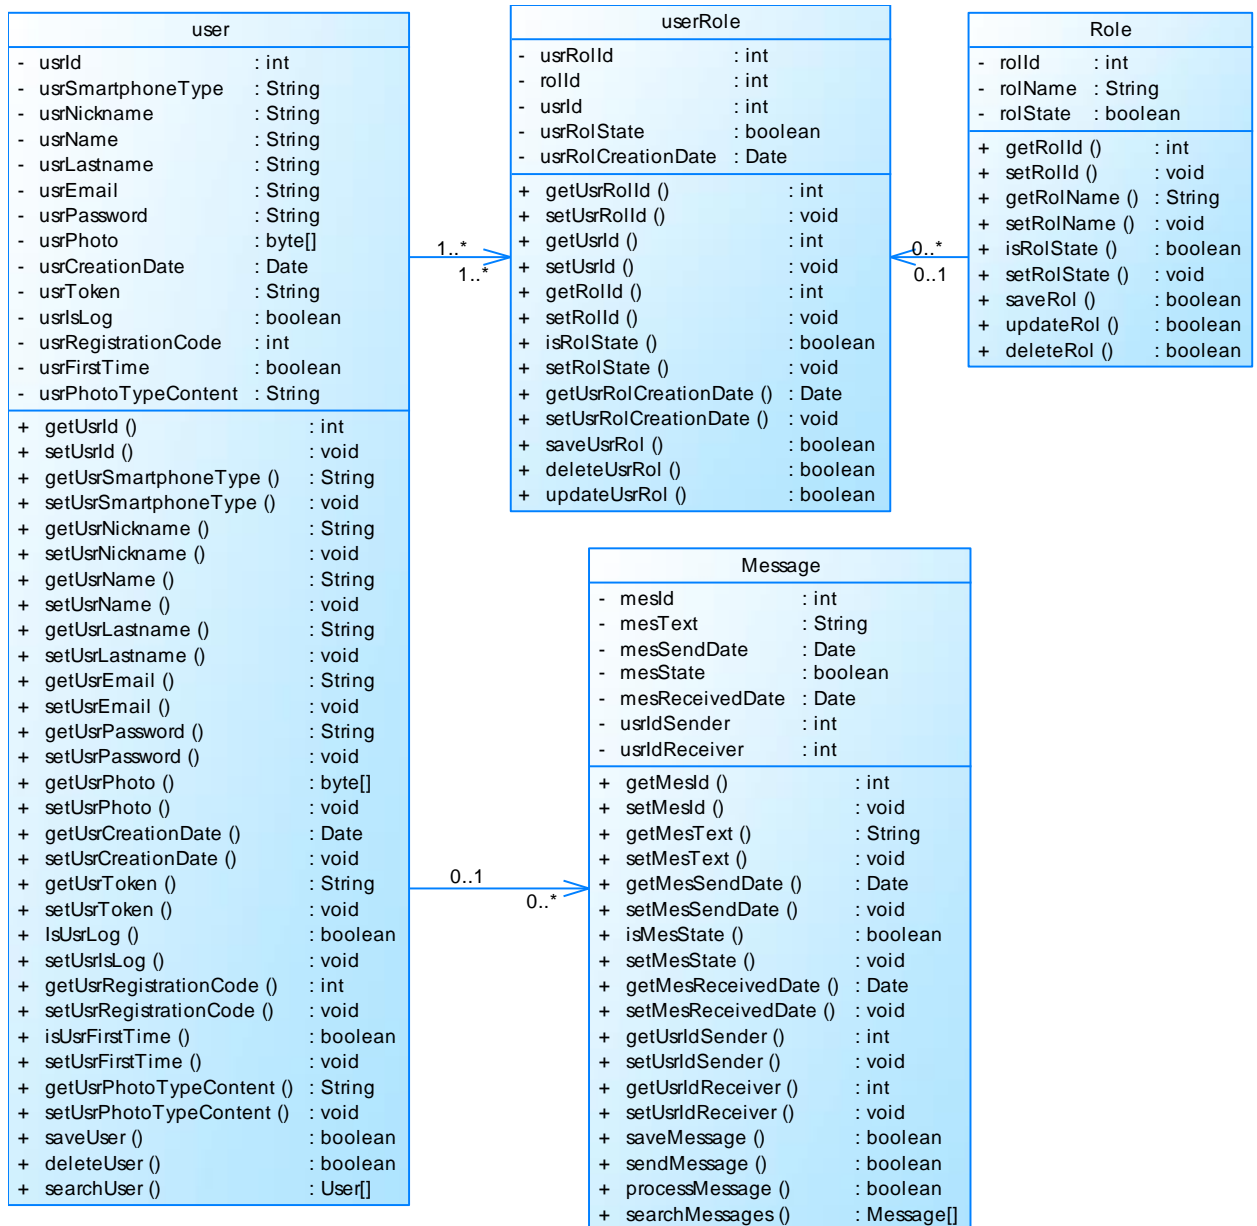 user
- usrId : int
- usrSmartphoneType : String
- usrNickname : String
- usrName : String
- usrLastname : String
- usrEmail : String
- usrPassword : String
- usrPhoto : byte[]
- usrCreationDate : Date
- usrToken : String
- usrIsLog : boolean
- usrRegistrationCode : int
- usrFirstTime : boolean
- usrPhotoTypeContent : String
+ getUsrId () : int
+ setUsrId () : void
+ getUsrSmartphoneType () : String
+ setUsrSmartphoneType () : void
+ getUsrNickname () : String
+ setUsrNickname () : void
+ getUsrName () : String
+ setUsrName () : void
+ getUsrLastname () : String
+ setUsrLastname () : void
+ getUsrEmail () : String
+ setUsrEmail () : void
+ getUsrPassword () : String
+ setUsrPassword () : void
+ getUsrPhoto () : byte[]
+ setUsrPhoto () : void
+ getUsrCreationDate () : Date
+ setUsrCreationDate () : void
+ getUsrToken () : String
+ setUsrToken () : void
+ IsUsrLog () : boolean
+ setUsrIsLog () : void
+ getUsrRegistrationCode () : int
+ setUsrRegistrationCode () : void
+ isUsrFirstTime () : boolean
+ setUsrFirstTime () : void
+ getUsrPhotoTypeContent () : String
+ setUsrPhotoTypeContent () : void
+ saveUser () : boolean
+ deleteUser () : boolean
+ searchUser () : User[]
1..*
1..*
userRole
- usrRolId : int
- rolId : int
- usrId : int
- usrRolState : boolean
- usrRolCreationDate : Date
+ getUsrRolId () : int
+ setUsrRolId () : void
+ getUsrId () : int
+ setUsrId () : void
+ getRolId () : int
+ setRolId () : void
+ isRolState () : boolean
+ setRolState () : void
+ getUsrRolCreationDate () : Date
+ setUsrRolCreationDate () : void
+ saveUsrRol () : boolean
+ deleteUsrRol () : boolean
+ updateUsrRol () : boolean
0..*
0..1
Role
- rolId : int
- rolName : String
- rolState : boolean
+ getRolId () : int
+ setRolId () : void
+ getRolName () : String
+ setRolName () : void
+ isRolState () : boolean
+ setRolState () : void
+ saveRol () : boolean
+ updateRol () : boolean
+ deleteRol () : boolean
0..1
0..*
Message
- mesId : int
- mesText : String
- mesSendDate : Date
- mesState : boolean
- mesReceivedDate : Date
- usrIdSender : int
- usrIdReceiver : int
+ getMesId () : int
+ setMesId () : void
+ getMesText () : String
+ setMesText () : void
+ getMesSendDate () : Date
+ setMesSendDate () : void
+ isMesState () : boolean
+ setMesState () : void
+ getMesReceivedDate () : Date
+ setMesReceivedDate () : void
+ getUsrIdSender () : int
+ setUsrIdSender () : void
+ getUsrIdReceiver () : int
+ setUsrIdReceiver () : void
+ saveMessage () : boolean
+ sendMessage () : boolean
+ processMessage () : boolean
+ searchMessages () : Message[]